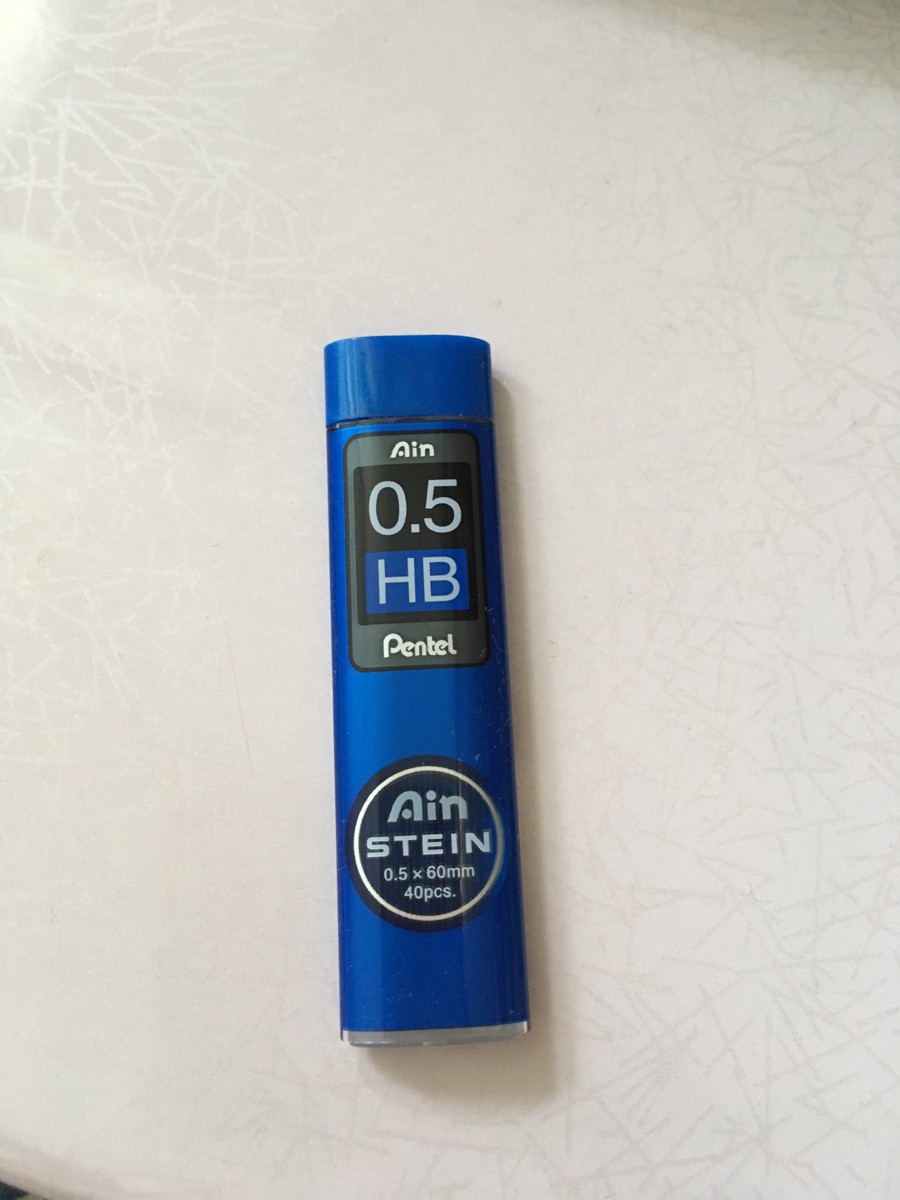 Ain
0.5
HB
Pentel
Ain
STEIN
0.5 × 60mm
40pcs.